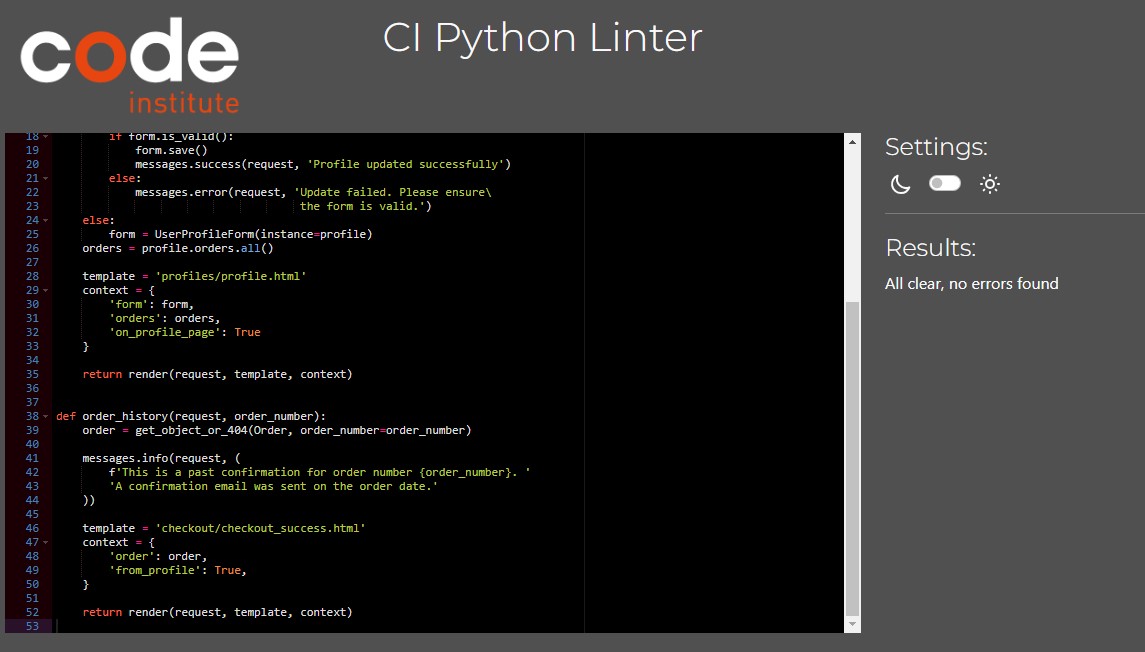 code
institute
CI Python Linter
18 if form.is_valid():
19 form.save()
20 messages.success(request, 'Profile updated successfully')
21 else:
22 messages.error(request, 'Update failed. Please ensure\
23 the form is valid.')
24 else:
25 form = UserProfileForm(instance=profile)
26 orders = profile.orders.all()
27
28 template = 'profiles/profile.html'
29 context = {
30 'form': form,
31 'orders': orders,
32 'on_profile_page': True
33 }
34
35 return render(request, template, context)
36
37
38 def order_history(request, order_number):
39 order = get_object_or_404(Order, order_number=order_number)
40
41 messages.info(request, (
42 f'This is a past confirmation for order number {order_number}. '
43 'A confirmation email was sent on the order date.'
44 ))
45
46 template = 'checkout/checkout_success.html'
47 context = {
48 'order': order,
49 'from_profile': True,
50 }
51
52 return render(request, template, context)
53
Settings:
Results:
All clear, no errors found